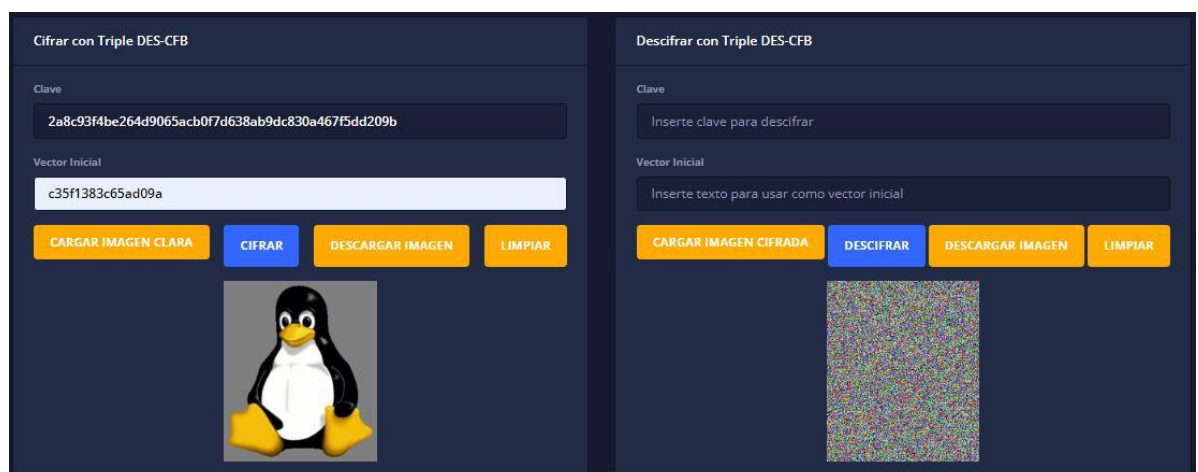 Cifrar con Triple DES-CFB
Clave
2a8c93f4be264d9065acb0f7d638ab9dc830a467f5dd209b
Vector Inicial
c35f1383c65ad09a
CARGAR IMAGEN CLARA
CIFRAR
DESCARGAR IMAGEN
LIMPIAR
Descifrar con Triple DES-CFB
Clave
Inserte clave para descifrar
Vector Inicial
Inserte texto para usar como vector inicial
CARGAR IMAGEN CIFRADA
DESCIFRAR
DESCARGAR IMAGEN
LIMPIAR